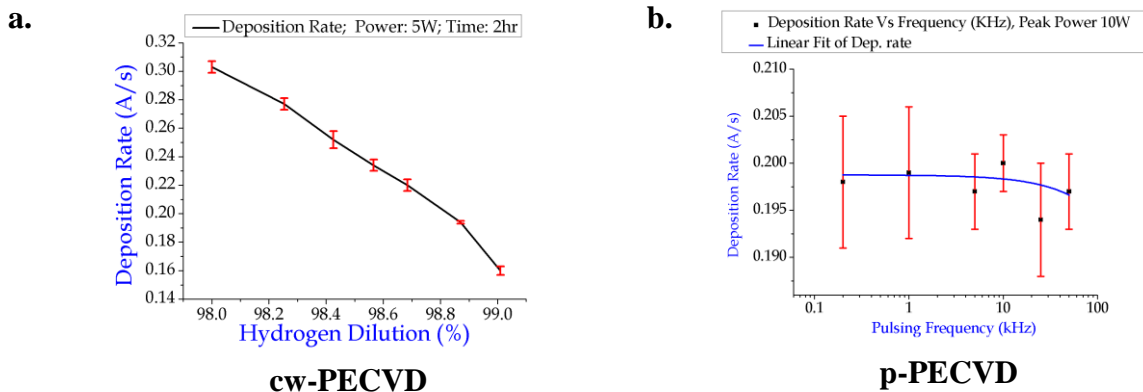 a.
Deposition Rate; Power: 5W; Time: 2hr
Deposition Rate (A/s)
0.32
0.30
0.28
0.26
0.24
0.22
0.20
0.18
0.16
0.14
98.0 98.2 98.4 98.6 98.8 99.0
Hydrogen Dilution (%)
cw-PECVD
b.
Deposition Rate Vs Frequency (KHz), Peak Power 10W
Linear Fit of Dep. rate
Deposition Rate (A/s)
0.210
0.205
0.200
0.195
0.190
0.1 1 10 100
Pulsing Frequency (kHz)
p-PECVD